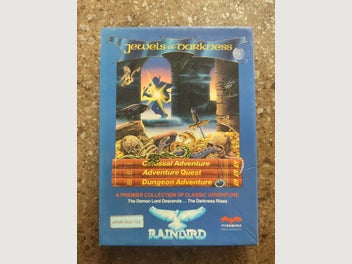 Jewels of Darkness
Colossal Adventure
Adventure Quest
Dungeon Adventure
A PREMIER COLLECTION OF CLASSIC ADVENTURE
The Demon Lord Descends ... The Darkness Rises
RAINBIRD
FIREBIRD